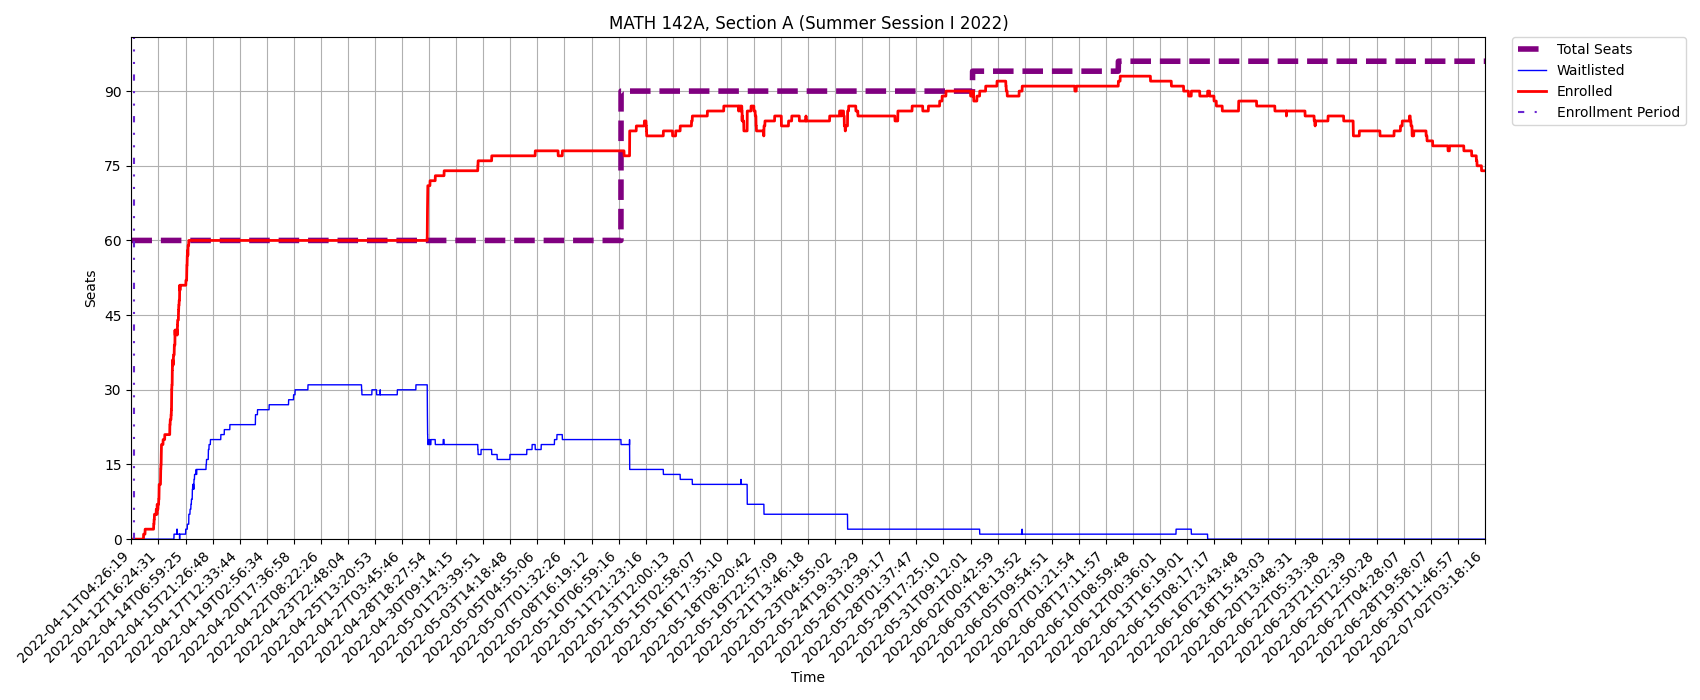 MATH 142A, Section A (Summer Session I 2022)
Total Seats
Waitlisted
Enrolled
Enrollment Period
Seats
90
75
60
45
30
15
0
2022-04-11T04:26:19
2022-04-12T16:24:31
2022-04-14T06:59:25
2022-04-15T21:26:48
2022-04-17T12:33:44
2022-04-19T02:56:34
2022-04-20T17:36:58
2022-04-22T08:22:26
2022-04-23T22:48:04
2022-04-25T13:20:53
2022-04-27T03:45:46
2022-04-28T18:27:54
2022-04-30T09:14:15
2022-05-01T23:39:51
2022-05-03T14:18:48
2022-05-05T04:55:06
2022-05-07T01:32:26
2022-05-08T16:19:12
2022-05-10T06:59:16
2022-05-11T21:23:16
2022-05-13T12:00:13
2022-05-15T02:58:07
2022-05-16T17:35:10
2022-05-18T08:20:42
2022-05-19T22:57:09
2022-05-21T13:46:18
2022-05-23T04:55:02
2022-05-24T19:33:29
2022-05-26T10:39:17
2022-05-28T01:37:47
2022-05-29T17:25:10
2022-05-31T09:12:01
2022-06-02T00:42:59
2022-06-03T18:13:52
2022-06-05T09:54:51
2022-06-07T01:21:54
2022-06-08T17:11:57
2022-06-10T08:59:48
2022-06-12T00:36:01
2022-06-13T16:19:01
2022-06-15T08:17:17
2022-06-16T23:43:48
2022-06-18T15:43:03
2022-06-20T13:48:31
2022-06-22T05:33:38
2022-06-23T21:02:39
2022-06-25T12:50:28
2022-06-27T04:28:07
2022-06-28T19:58:07
2022-06-30T11:46:57
2022-07-02T03:18:16
Time